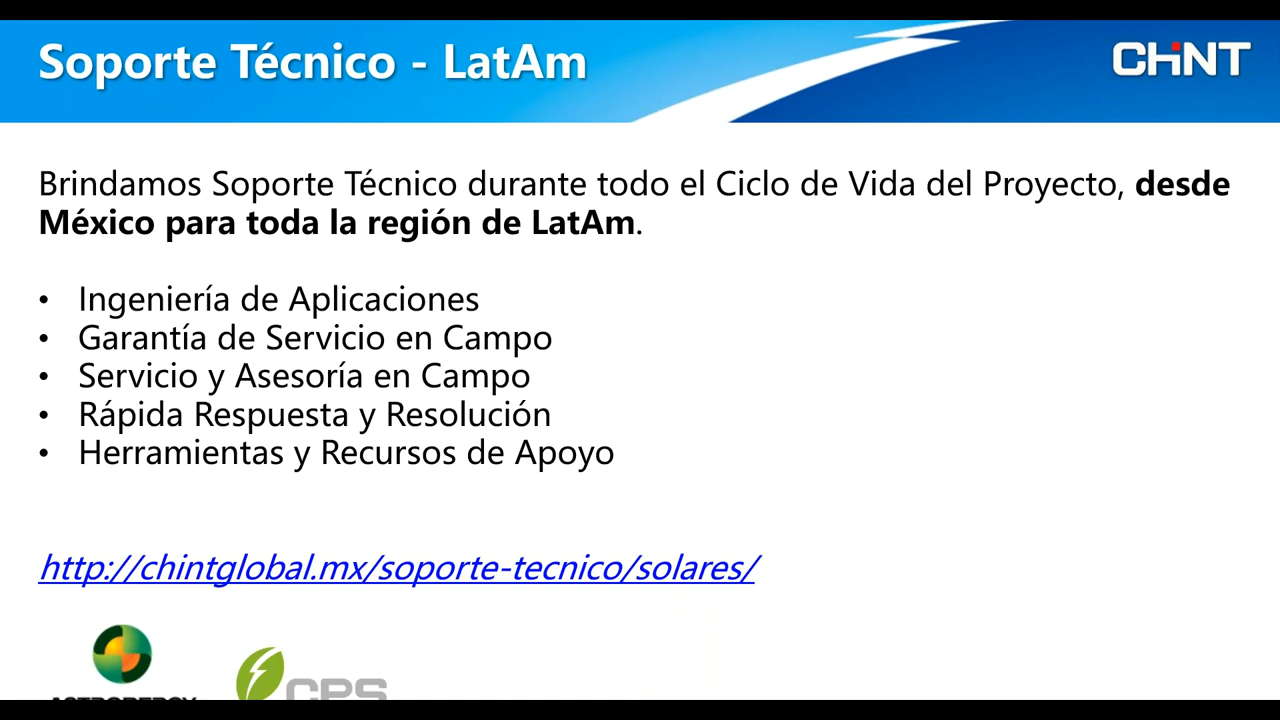 Soporte Técnico - LatAm
CHNT
Brindamos Soporte Técnico durante todo el Ciclo de Vida del Proyecto, desde
México para toda la región de LatAm.
• Ingeniería de Aplicaciones
• Garantía de Servicio en Campo
• Servicio y Asesoría en Campo
• Rápida Respuesta y Resolución
• Herramientas y Recursos de Apoyo
http://chintglobal.mx/soporte-tecnico/solares/
CPS